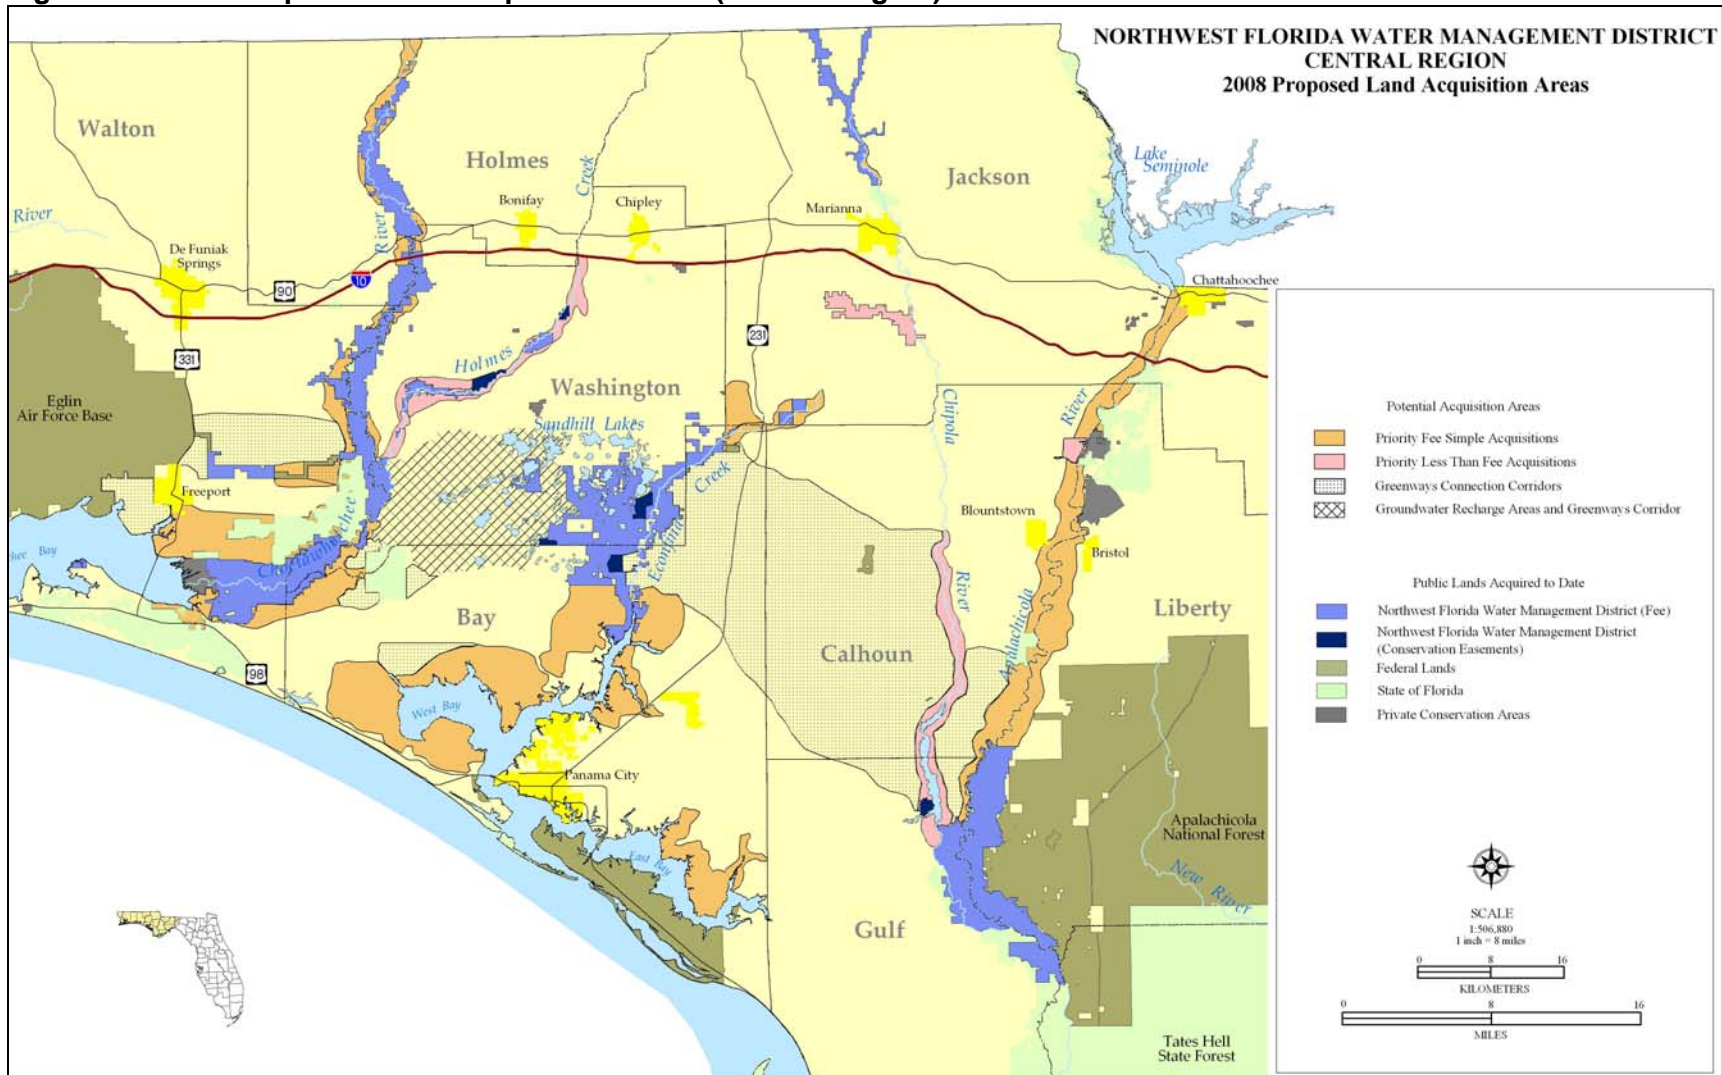 NORTHWEST FLORIDA WATER MANAGEMENT DISTRICT
CENTRAL REGION
2008 Proposed Land Acquisition Areas
Walton
Holmes
Creek
Jackson
Lake
Seminole
River
River
Bonifay
Chipley
Marianna
De Funiak
Springs
10
90
Chattahoochee
331
231
Eglin
Air Force Base
Holmes
Washington
Sandhill Lakes
Chipola
River
Creek
Freeport
Choctawhatchee
Econfina
hee Bay
Blountstown
Bristol
River
Apalachicola
Bay
Calhoun
Liberty
98
West Bay
Panama City
East Bay
Gulf
Apalachicola
National Forest
New River
Tates Hell
State Forest
Potential Acquisition Areas
Priority Fee Simple Acquisitions
Priority Less Than Fee Acquisitions
Greenways Connection Corridors
Groundwater Recharge Areas and Greenways Corridor
Public Lands Acquired to Date
Northwest Florida Water Management District (Fee)
Northwest Florida Water Management District
(Conservation Easements)
Federal Lands
State of Florida
Private Conservation Areas
SCALE
1:506,880
1 inch = 8 miles
0 8 16
KILOMETERS
0 8 16
MILES